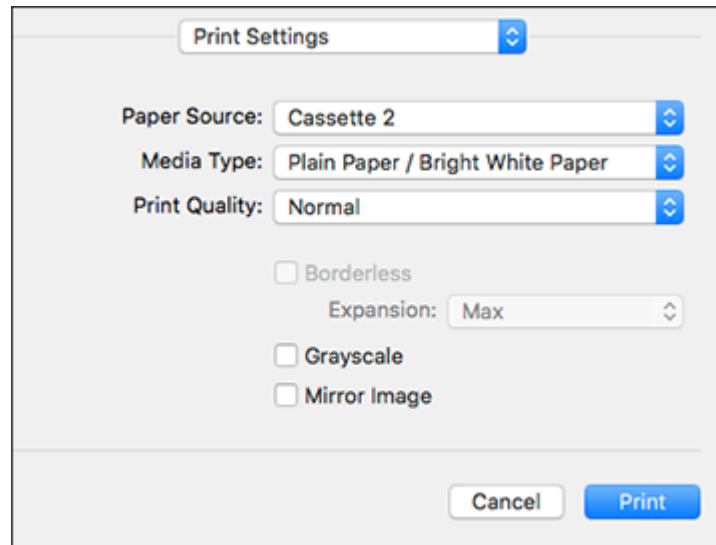 Print Settings
Paper Source: Cassette 2
Media Type: Plain Paper / Bright White Paper
Print Quality: Normal
Borderless
Expansion: Max
Grayscale
Mirror Image
Cancel Print